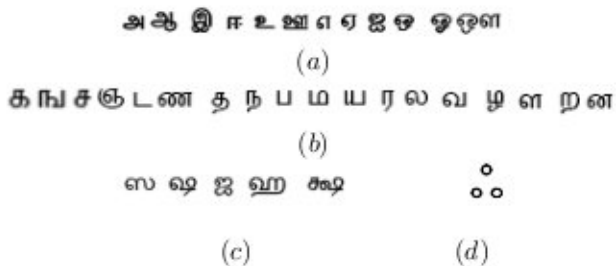 அ ஆ இ ஈ உ ஊ எ ஏ ஐ ஒ ஓ ஔ
(a)
க ங ச ஞ ட ண த ந ப ம ய ர ல வ ழ ள ற ன
(b)
ஸ ஷ ஜ ஹ க்ஷ ஃ
(c) (d)